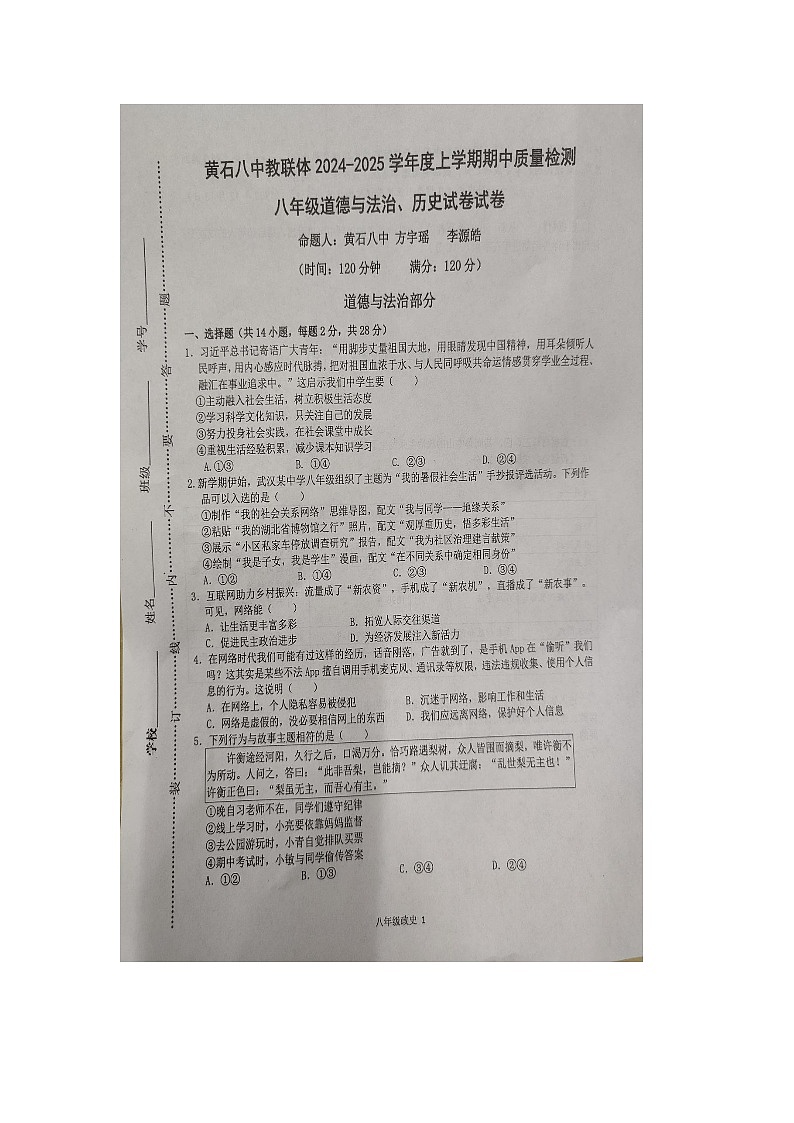 黄石八中教联体 2024-2025 学年度上学期期中质量检测
八年级道德与法治、历史试卷试卷
命题人：黄石八中 方宇瑶 李源皓
（时间：120 分钟 满分：120 分）
道德与法治部分
一、选择题（共 14 小题，每题 2 分，共 28 分）
1. 习近平总书记寄语广大青年：“用脚步丈量祖国大地，用眼睛发现中国精神，用耳朵倾听人
民呼声，用内心感应时代脉搏，把对祖国血浓于水、与人民同呼吸共命运情感贯穿学业全过程、
融汇在事业追求中。”这启示我们中学生要（ ）
①主动融入社会生活，树立积极生活态度
②学习科学文化知识，只关注自己的发展
③努力投身社会实践，在社会课堂中成长
④重视生活经验积累，减少课本知识学习
A.①③ B. ①④ C. ②③ D. ②④
2. 新学期伊始，武汉某中学八年级组织了主题为“我的暑假社会生活”手抄报评选活动。下列作
品可以入选的是（ ）
①制作“我的社会关系网络”思维导图，配文“我与同学——地缘关系”
②粘贴“我的湖北省博物馆之行”照片，配文“观厚重历史，悟多彩生活”
③展示“小区私家车停放调查研究”报告，配文“我为社区治理建言献策”
④绘制“我是子女，我是学生”漫画，配文“在不同关系中确定相同身份”
A. ①② B. ①④ C. ②③ D. ③④
3. 互联网助力乡村振兴：流量成了“新农资”，手机成了“新农机”，直播成了“新农事”。
可见，网络能（ ）
A. 让生活更丰富多彩 B. 拓宽人际交往渠道
C. 促进民主政治进步 D. 为经济发展注入新活力
4. 在网络时代我们可能有过这样的经历，话音刚落，广告就到了，是手机 App 在“偷听”我们
吗？这其实是某些不法 App 擅自调用手机麦克风、通讯录等权限，违法违规收集、使用个人信
息的行为。这说明（ ）
A. 在网络上，个人隐私容易被侵犯 B. 沉迷于网络，影响工作和生活
C. 网络是虚假的，没必要相信网上的东西 D. 我们应远离网络，保护好个人信息
5. 下列行为与故事主题相符的是（ ）
许衡途经河阳，久行之后，口渴万分。恰巧路遇梨树，众人皆围而摘梨，唯许衡不
为所动。人问之，答曰：“此非吾梨，岂能摘？”众人讥其迂腐：“乱世梨无主也！”
许衡正色曰：“梨虽无主，而吾心有主。”
①晚自习老师不在，同学们遵守纪律
②线上学习时，小亮要依靠妈妈监督
③去公园游玩时，小青自觉排队买票
④期中考试时，小敏与同学偷传答案
A. ①② B. ①③ C. ③④ D. ②④
八年级政史 1
学校 姓名 班级 学号
装 订 线 内 不 要 答 题